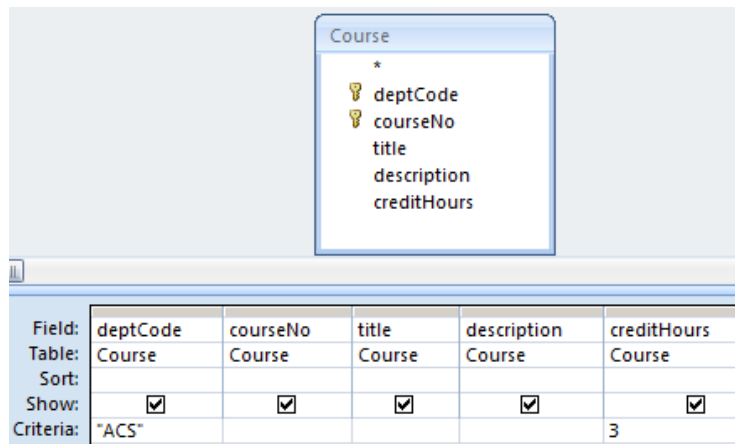 Course
*
deptCode
courseNo
title
description
creditHours
Field: deptCode courseNo title description creditHours
Table: Course Course Course Course Course
Sort:
Show:
Criteria: "ACS" 3